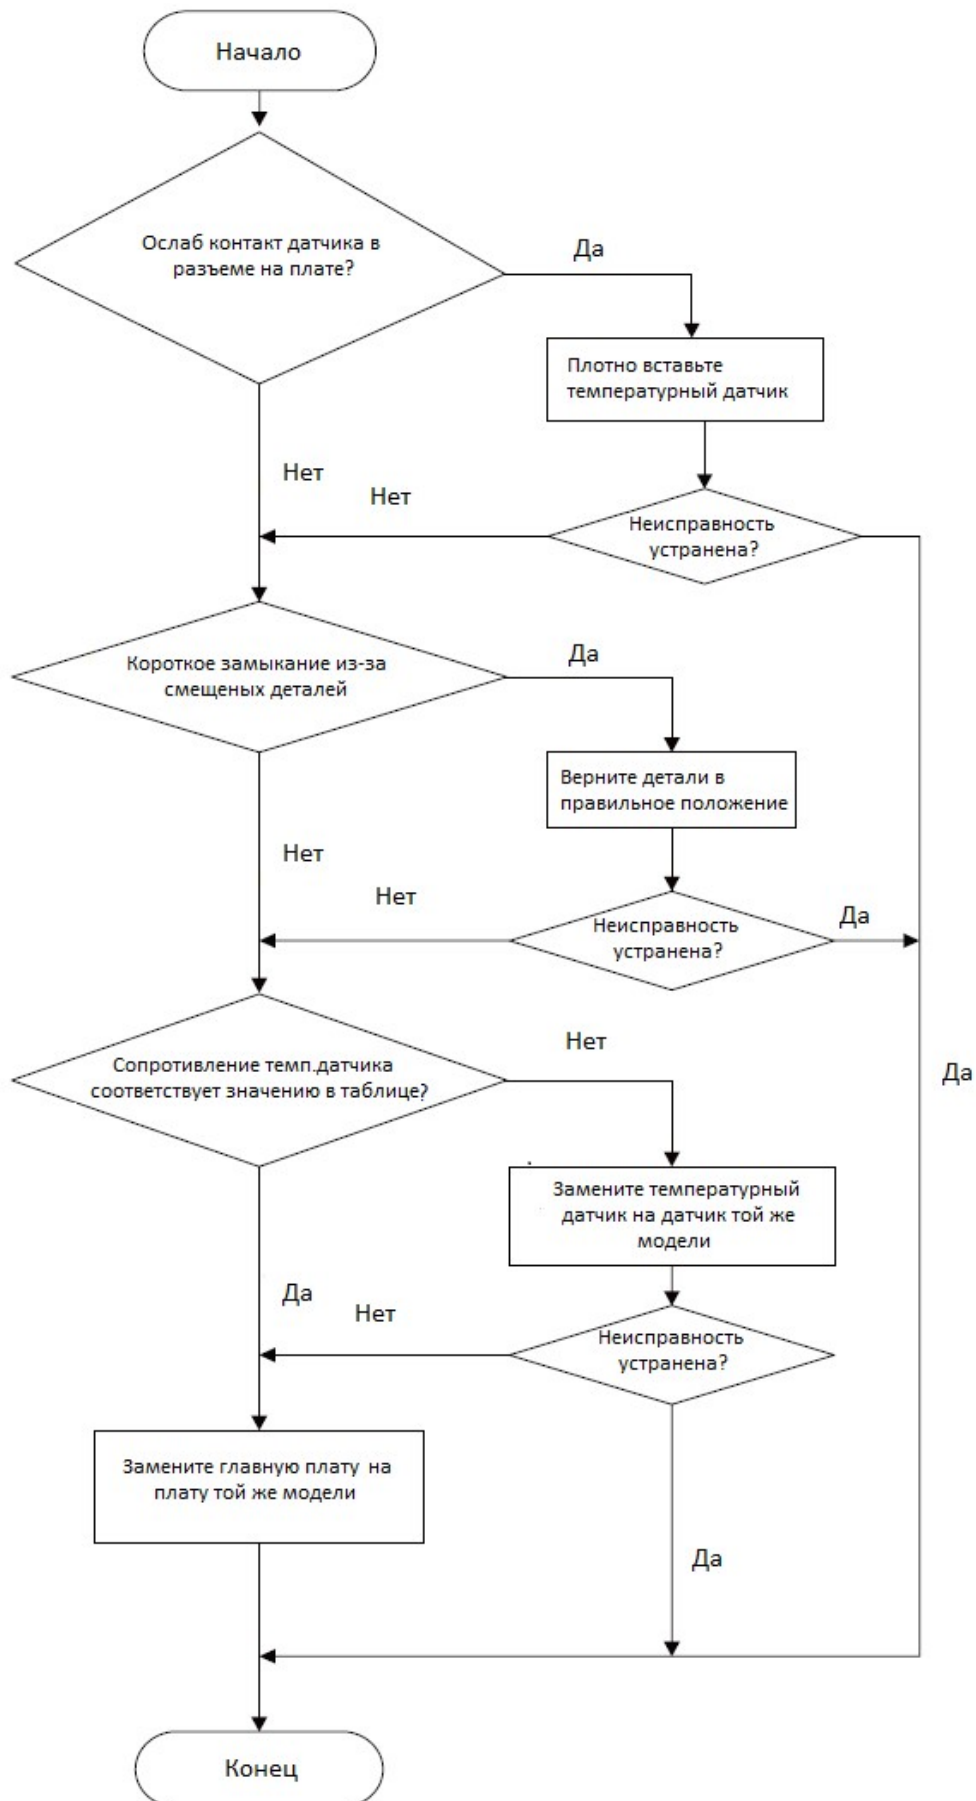 Начало
Ослаб контакт датчика в
разъеме на плате?
Да
Плотно вставьте
температурный датчик
Нет
Нет
Неисправность
устранена?
Короткое замыкание из-за
смещеных деталей
Да
Верните детали в
правильное положение
Нет
Нет
Неисправность
устранена?
Да
Сопротивление темп.датчика
соответствует значению в таблице?
Нет
Да
Замените температурный
датчик на датчик той же
модели
Да
Нет
Неисправность
устранена?
Замените главную плату на
плату той же модели
Да
Конец